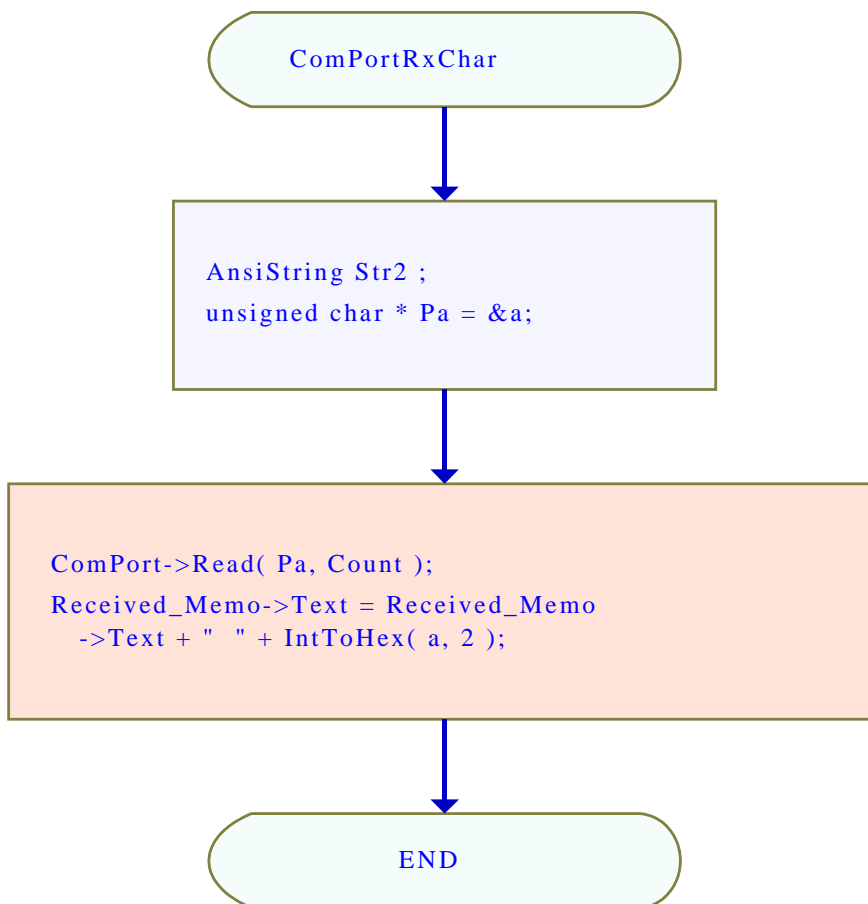 ComPortRxChar
AnsiString Str2 ;
unsigned char * Pa = &a;
ComPort->Read( Pa, Count );
Received_Memo->Text = Received_Memo
->Text + "  " + IntToHex( a, 2 );
END